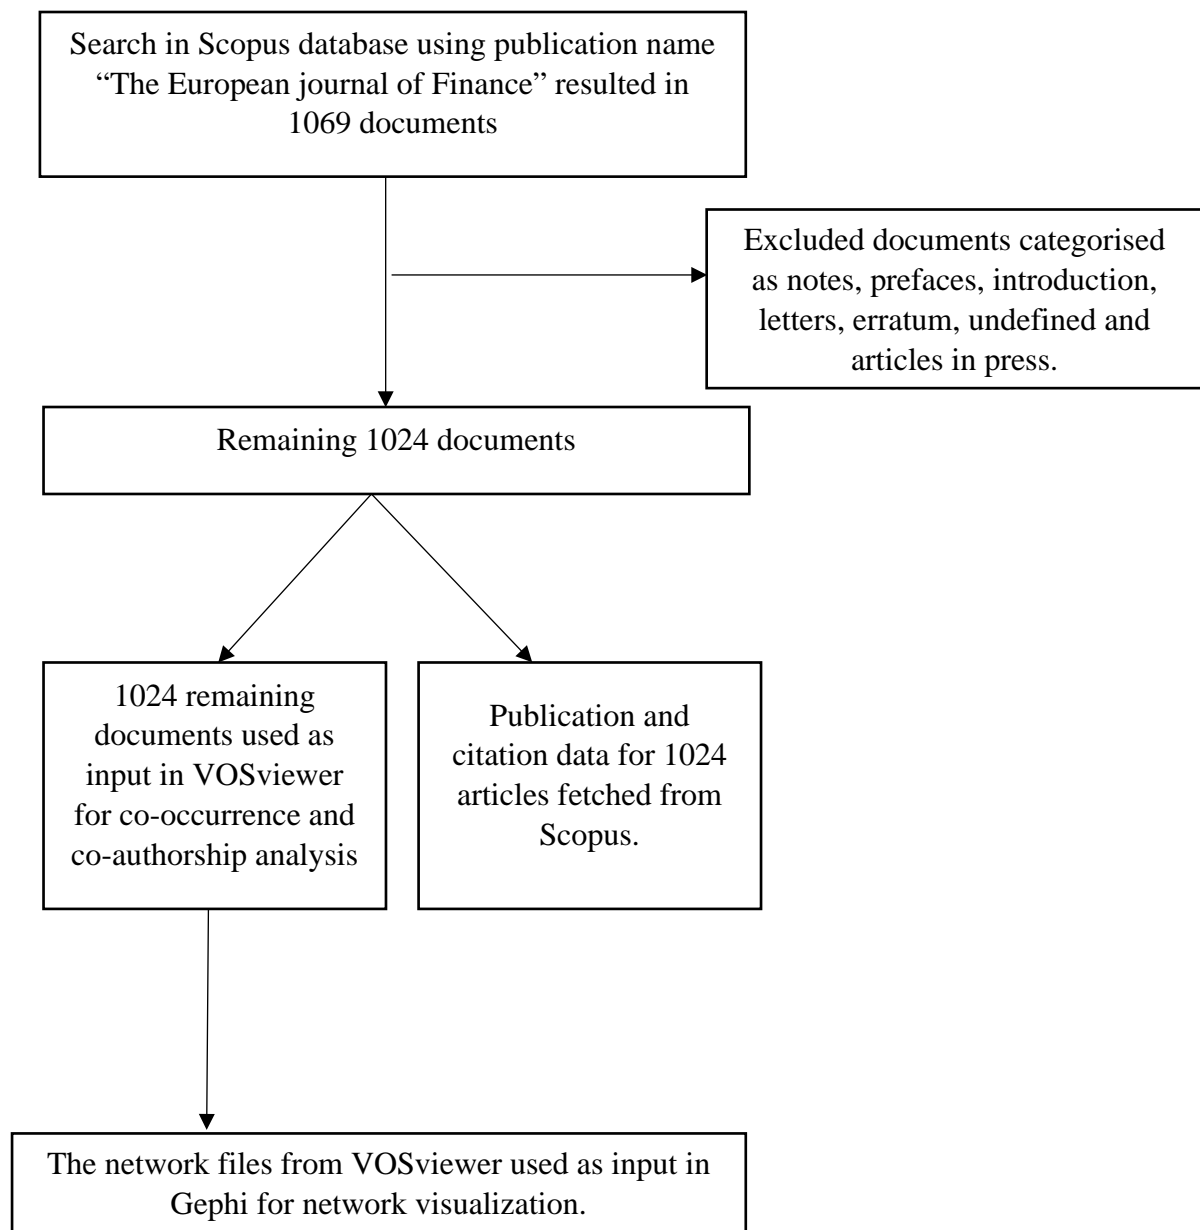 Search in Scopus database using publication name
“The European journal of Finance” resulted in
1069 documents
Excluded documents categorised
as notes, prefaces, introduction,
letters, erratum, undefined and
articles in press.
Remaining 1024 documents
1024 remaining
documents used as
input in VOSviewer
for co-occurrence and
co-authorship analysis
Publication and
citation data for 1024
articles fetched from
Scopus.
The network files from VOSviewer used as input in
Gephi for network visualization.